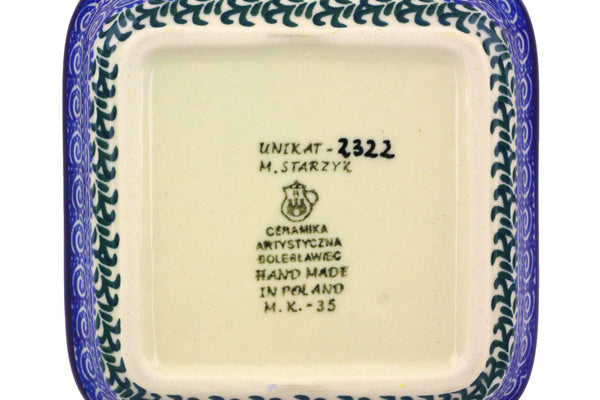 UNIKAT - 2322
M. STARZYK
CERAMIKA
ARTYSTYCZNA
BOLESŁAWIEC
HAND MADE
IN POLAND
M. K. - 35